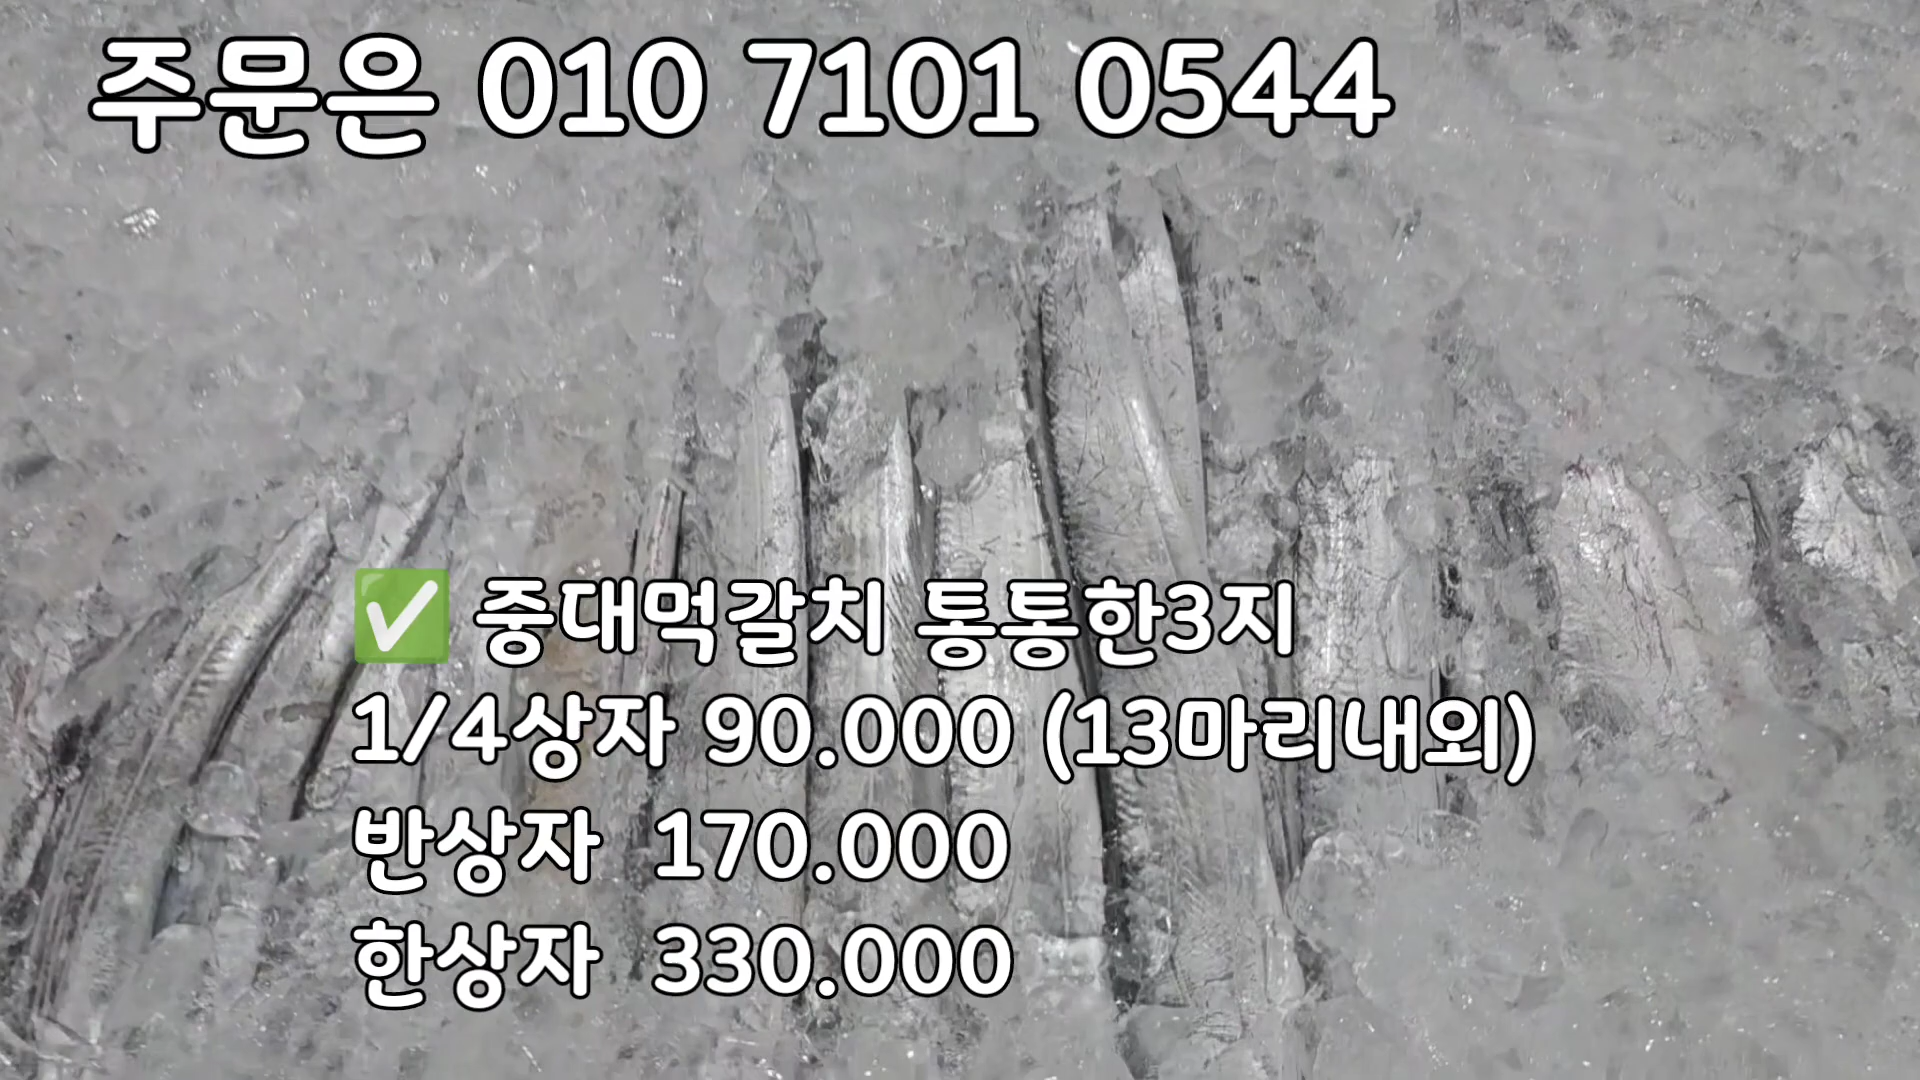 주문은 010 7101 0544
✅ 중대먹갈치 통통한3지
1/4상자 90.000 (13마리내외)
반상자 170.000
한상자 330.000